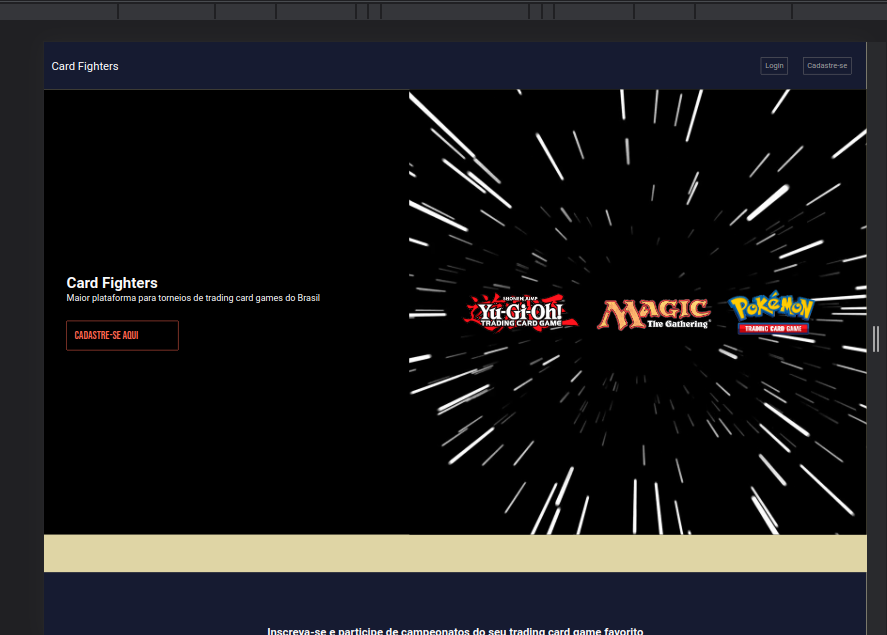 Card Fighters
Login
Cadastre-se
Card Fighters
Maior plataforma para torneios de trading card games do Brasil
CADASTRE-SE AQUI
SHONEN JUMP
Yu-Gi-Oh!
TRADING CARD GAME
MAGIC
The Gathering
POKÉMON
TRADING CARD GAME
Inscreva-se e participe de campeonatos do seu trading card game favorito